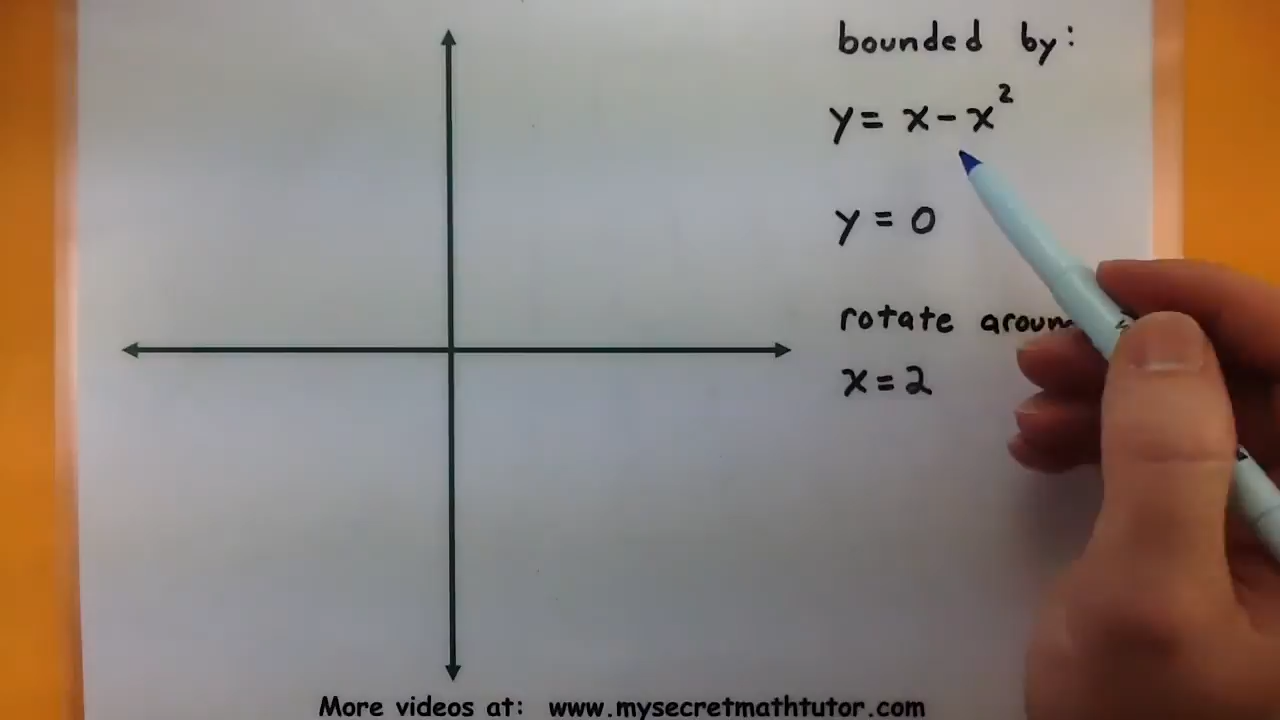 bounded by:
y = x - x²
y = 0
rotate
x = 2
More videos at: www.mysecretmathtutor.com